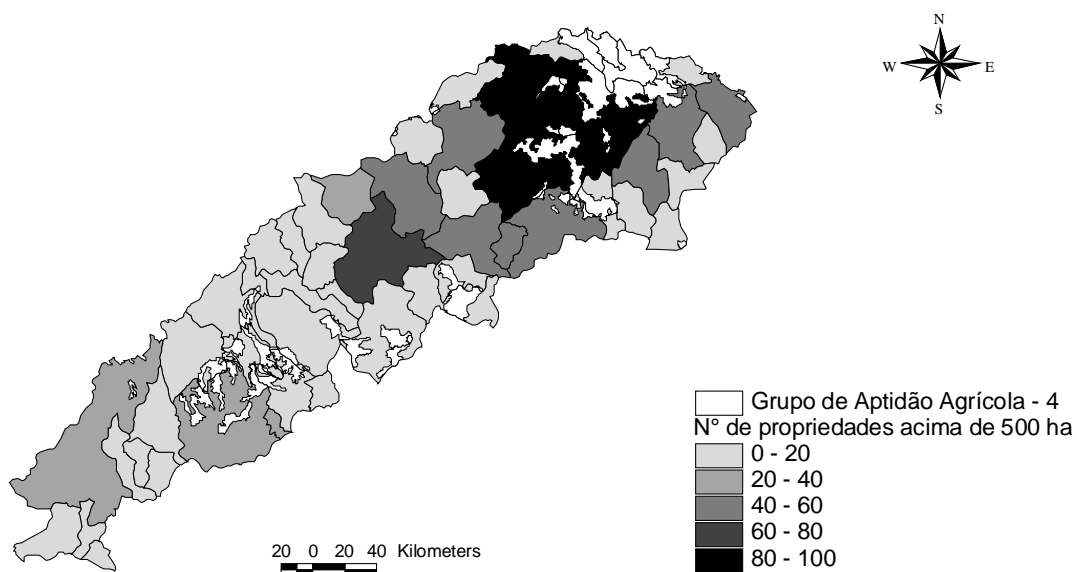 N
W E
S
Grupo de Aptidão Agrícola - 4
N° de propriedades acima de 500 ha
0 - 20
20 - 40
40 - 60
60 - 80
80 - 100
20 0 20 40 Kilometers